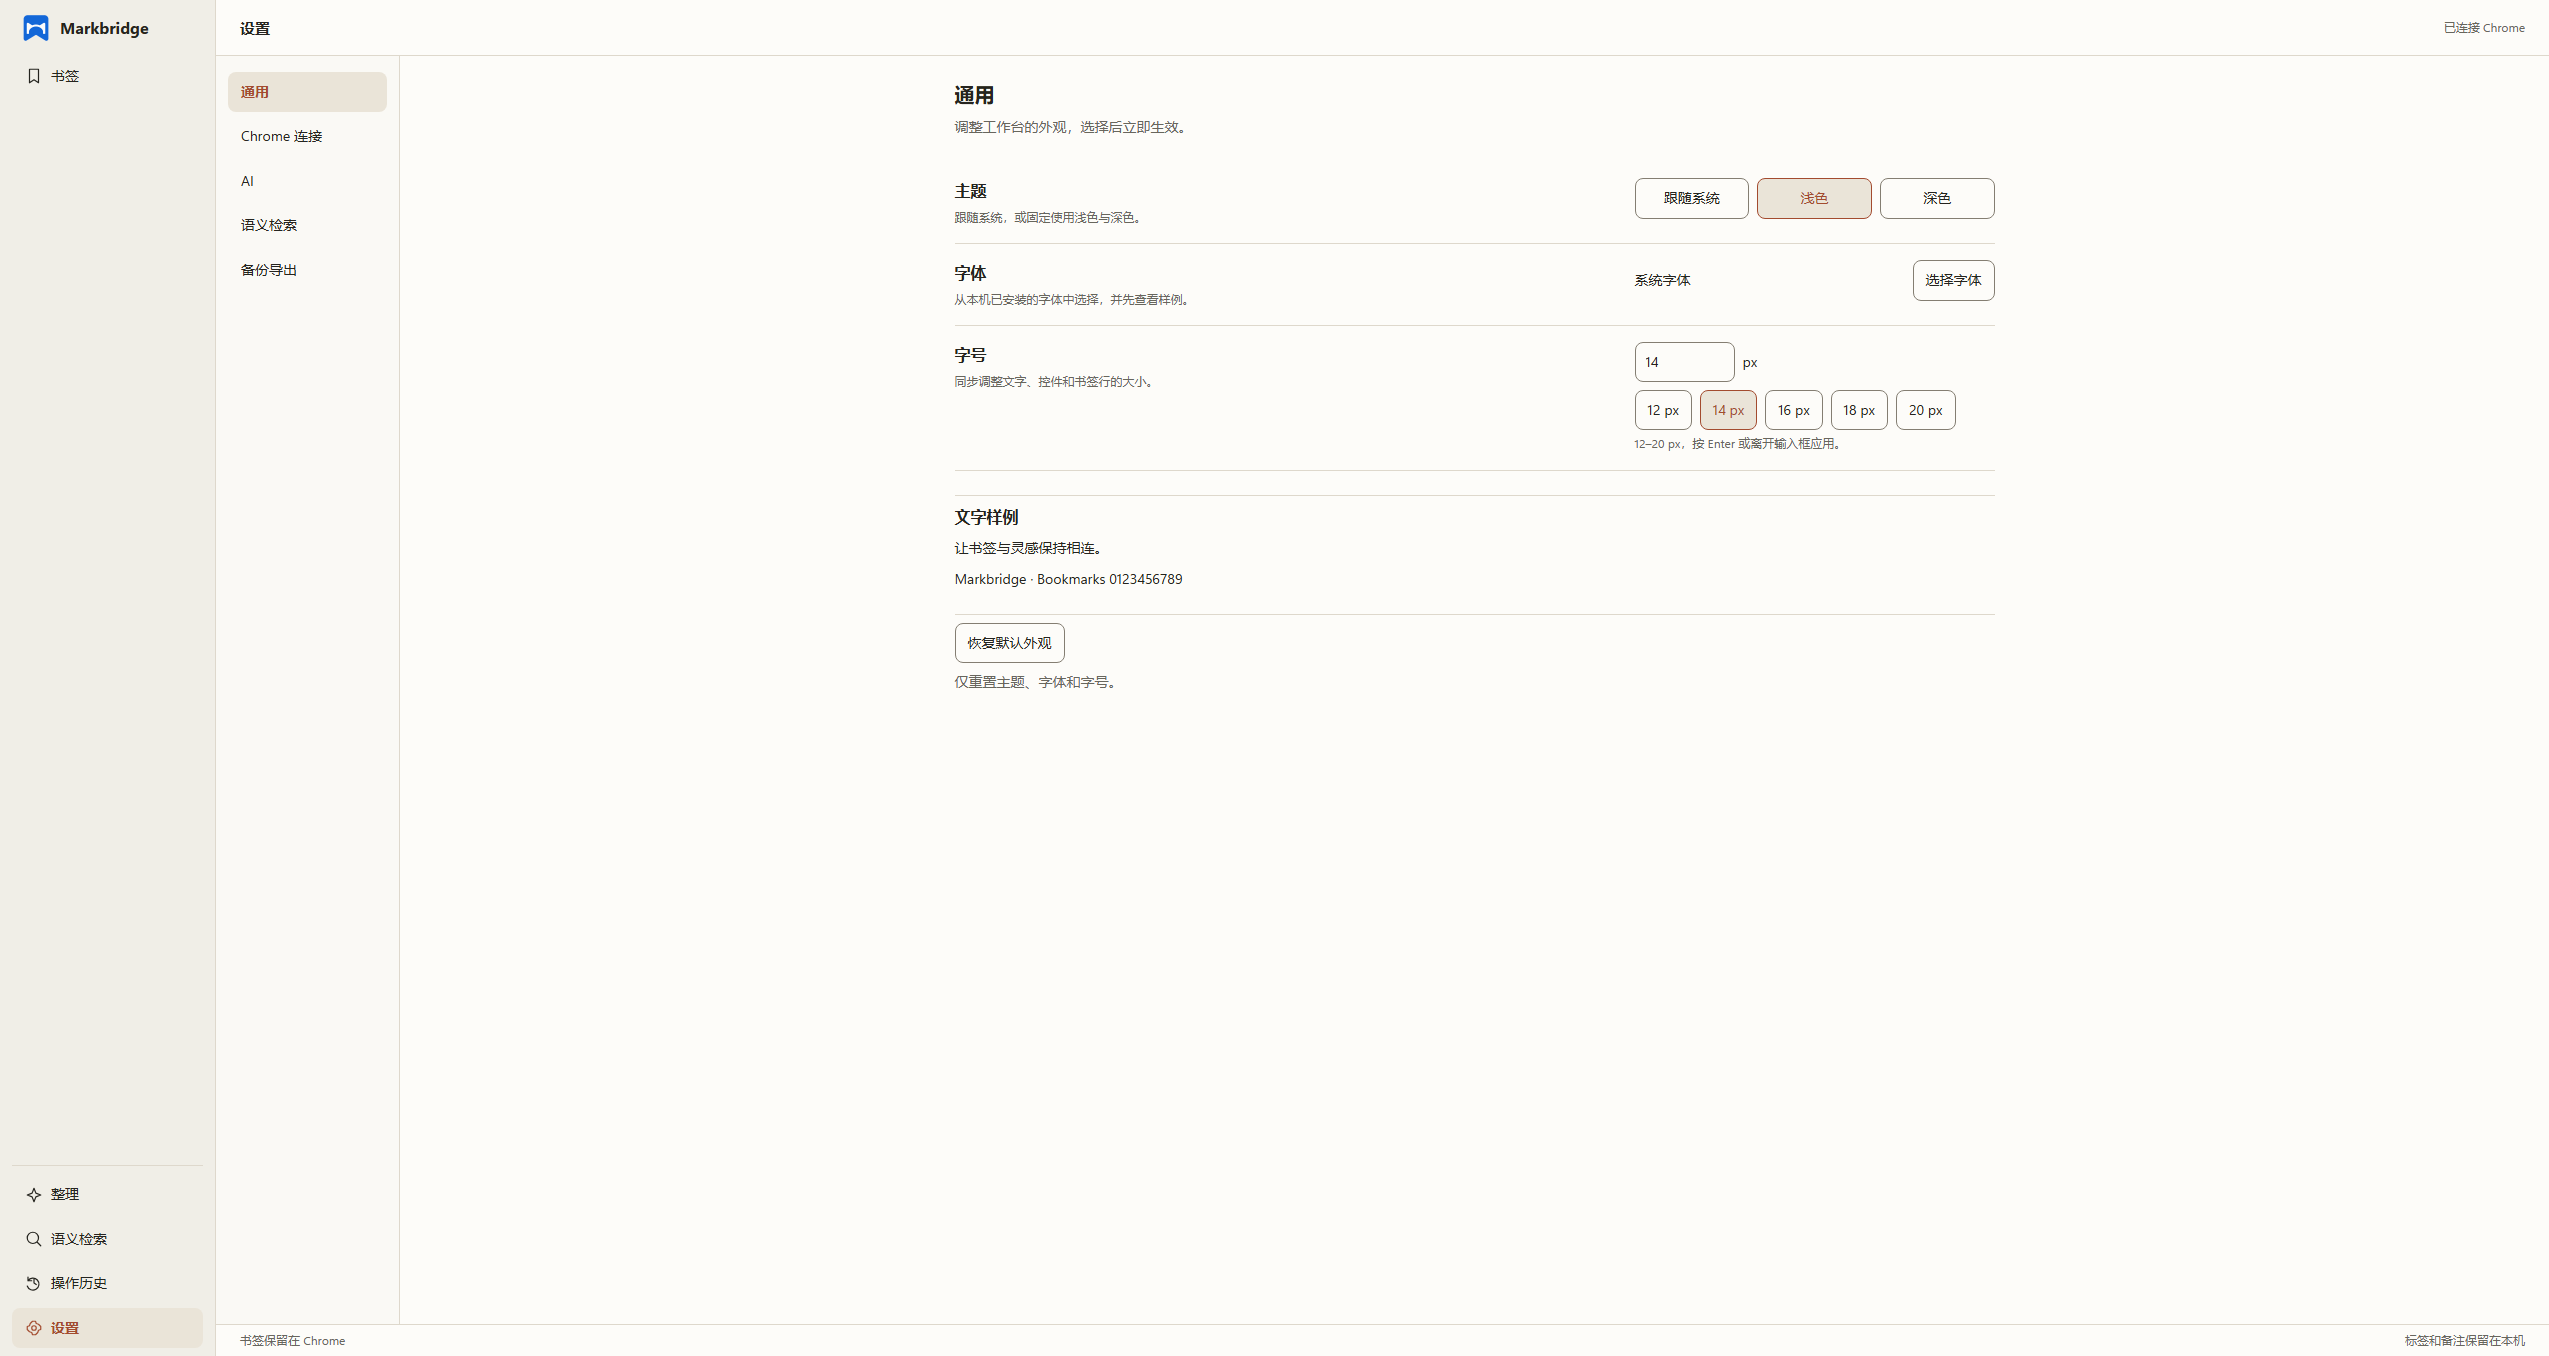 Markbridge
书签
整理
语义检索
操作历史
设置
设置
已连接 Chrome
通用
Chrome 连接
AI
语义检索
备份导出
通用
调整工作台的外观，选择后立即生效。
主题
跟随系统，或固定使用浅色与深色。
跟随系统 浅色 深色
字体
从本机已安装的字体中选择，并先查看样例。
系统字体 选择字体
字号
同步调整文字、控件和书签行的大小。
14 px
12 px 14 px 16 px 18 px 20 px
12–20 px，按 Enter 或离开输入框应用。
文字样例
让书签与灵感保持相连。
Markbridge · Bookmarks 0123456789
恢复默认外观
仅重置主题、字体和字号。
书签保留在 Chrome
标签和备注保留在本机